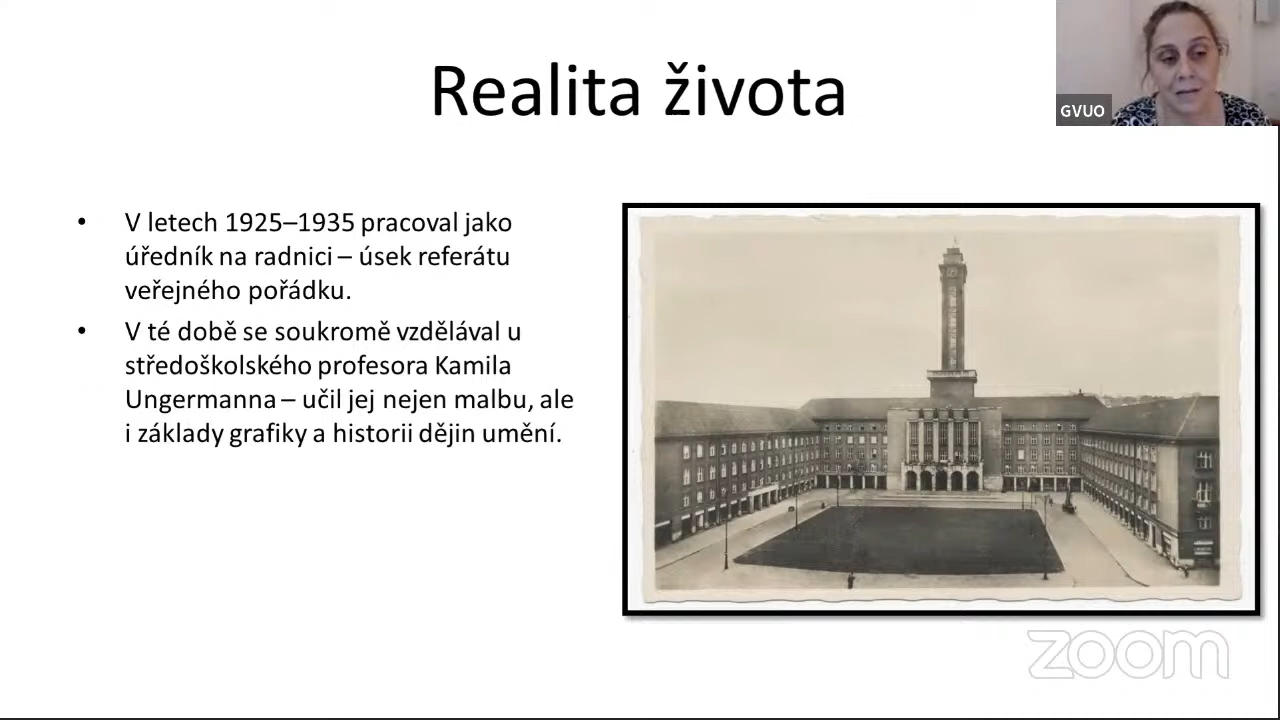 Realita života
GVUO
• V letech 1925–1935 pracoval jako
úředník na radnici – úsek referátu
veřejného pořádku.
• V té době se soukromě vzdělával u
středoškolského profesora Kamila
Ungermanna – učil jej nejen malbu, ale
i základy grafiky a historii dějin umění.
zoom